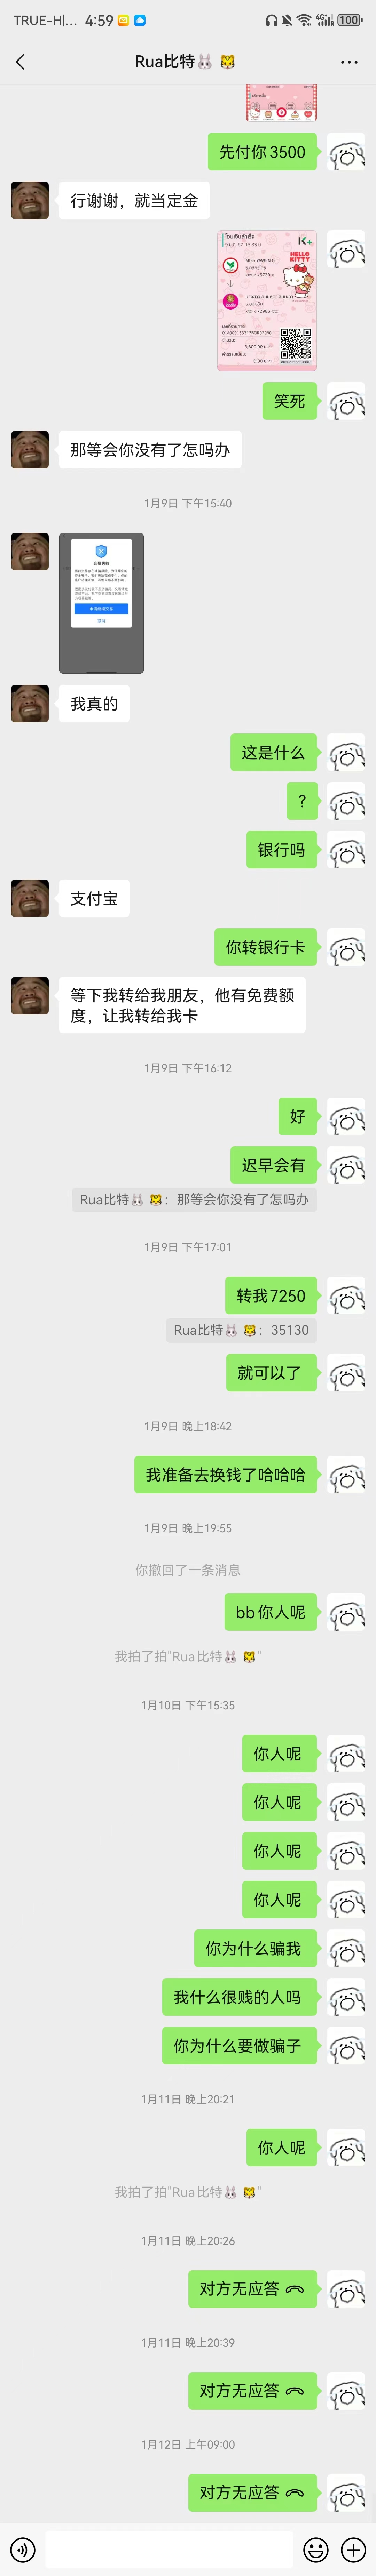 TRUE-H|... 4:59 4G 100
Rua比特🐰 🐯
先付你3500
行谢谢，就当定金
โอนเงินสำเร็จ
K+
HELLO
KITTY
3,500.00 บาท
0.00 บาท
笑死
那等会你没有了怎吗办
1月9日 下午15:40
交易失败
我真的
这是什么
？
银行吗
支付宝
你转银行卡
等下我转给我朋友，他有免费额
度，让我转给我卡
1月9日 下午16:12
好
迟早会有
Rua比特🐰 🐯：那等会你没有了怎吗办
1月9日 下午17:01
转我7250
Rua比特🐰 🐯：35130
就可以了
1月9日 晚上18:42
我准备去换钱了哈哈哈
1月9日 晚上19:55
你撤回了一条消息
bb你人呢
我拍了拍"Rua比特🐰 🐯"
1月10日 下午15:35
你人呢
你人呢
你人呢
你人呢
你为什么骗我
我什么很贱的人吗
你为什么要做骗子
1月11日 晚上20:21
你人呢
我拍了拍"Rua比特🐰 🐯"
1月11日 晚上20:26
对方无应答
1月11日 晚上20:39
对方无应答
1月12日 上午09:00
对方无应答